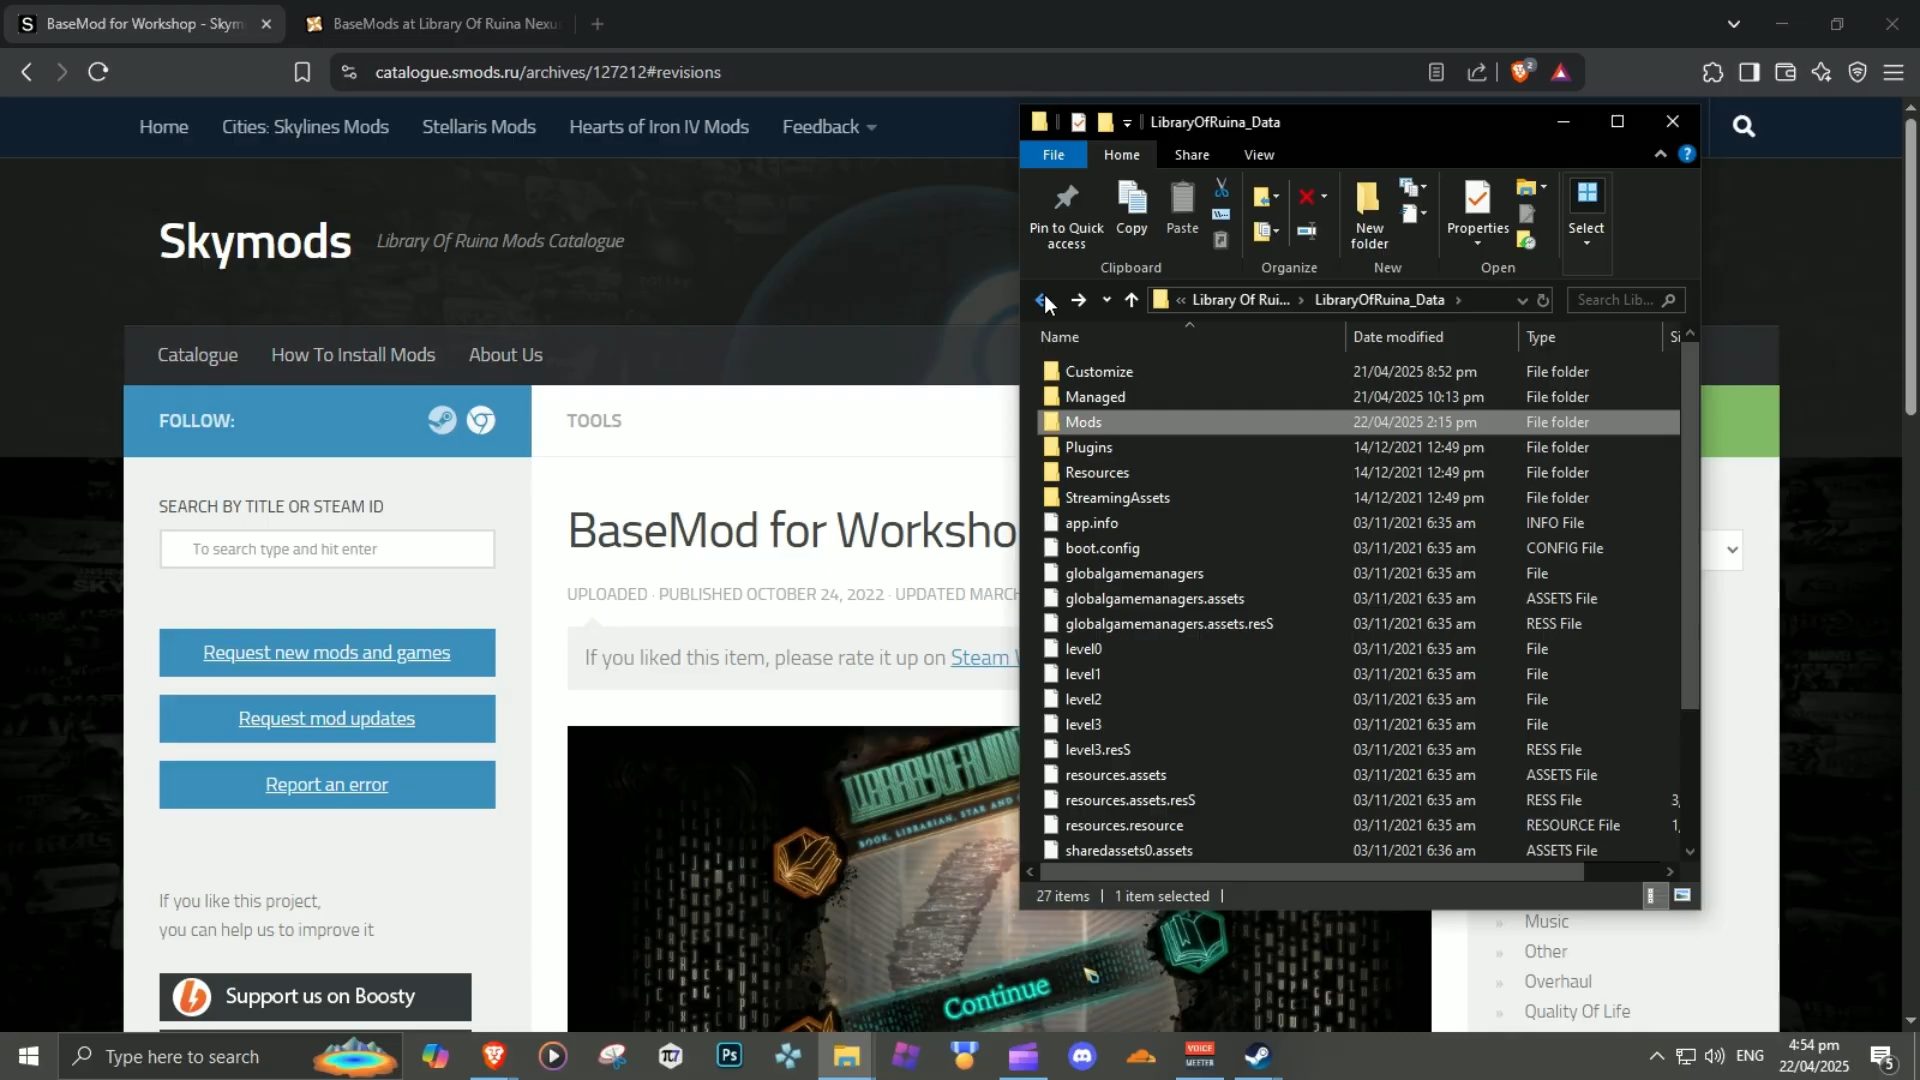 BaseMod for Workshop - Skym
BaseMods at Library Of Ruina Nexu
catalogue.smods.ru/archives/127212#revisions
2
Home
Cities: Skylines Mods
Stellaris Mods
Hearts of Iron IV Mods
Feedback
Skymods
Library Of Ruina Mods Catalogue
Catalogue
How To Install Mods
About Us
FOLLOW:
TOOLS
SEARCH BY TITLE OR STEAM ID
To search type and hit enter
BaseMod for Worksho
UPLOADED · PUBLISHED OCTOBER 24, 2022 · UPDATED MARCH
If you liked this item, please rate it up on Steam W
Request new mods and games
Request mod updates
Report an error
If you like this project,
you can help us to improve it
Support us on Boosty
LIBRARY OF RUINA
BOOK, LIBRARIAN, STAR AND
Continue
Music
Other
Overhaul
Quality Of Life
LibraryOfRuina_Data
File
Home
Share
View
Pin to Quick access
Copy
Paste
New folder
Properties
Select
Clipboard
Organize
New
Open
« Library Of Rui... › LibraryOfRuina_Data ›
Search Lib...
Name Date modified Type Si
Customize 21/04/2025 8:52 pm File folder
Managed 21/04/2025 10:13 pm File folder
Mods 22/04/2025 2:15 pm File folder
Plugins 14/12/2021 12:49 pm File folder
Resources 14/12/2021 12:49 pm File folder
StreamingAssets 14/12/2021 12:49 pm File folder
app.info 03/11/2021 6:35 am INFO File
boot.config 03/11/2021 6:35 am CONFIG File
globalgamemanagers 03/11/2021 6:35 am File
globalgamemanagers.assets 03/11/2021 6:35 am ASSETS File
globalgamemanagers.assets.resS 03/11/2021 6:35 am RESS File
level0 03/11/2021 6:35 am File
level1 03/11/2021 6:35 am File
level2 03/11/2021 6:35 am File
level3 03/11/2021 6:35 am File
level3.resS 03/11/2021 6:35 am RESS File
resources.assets 03/11/2021 6:35 am ASSETS File
resources.assets.resS 03/11/2021 6:35 am RESS File 3,
resources.resource 03/11/2021 6:35 am RESOURCE File 1,
sharedassets0.assets 03/11/2021 6:36 am ASSETS File
27 items
1 item selected
Type here to search
Ps
VOICE
MEETER
ENG
4:54 pm
22/04/2025
5